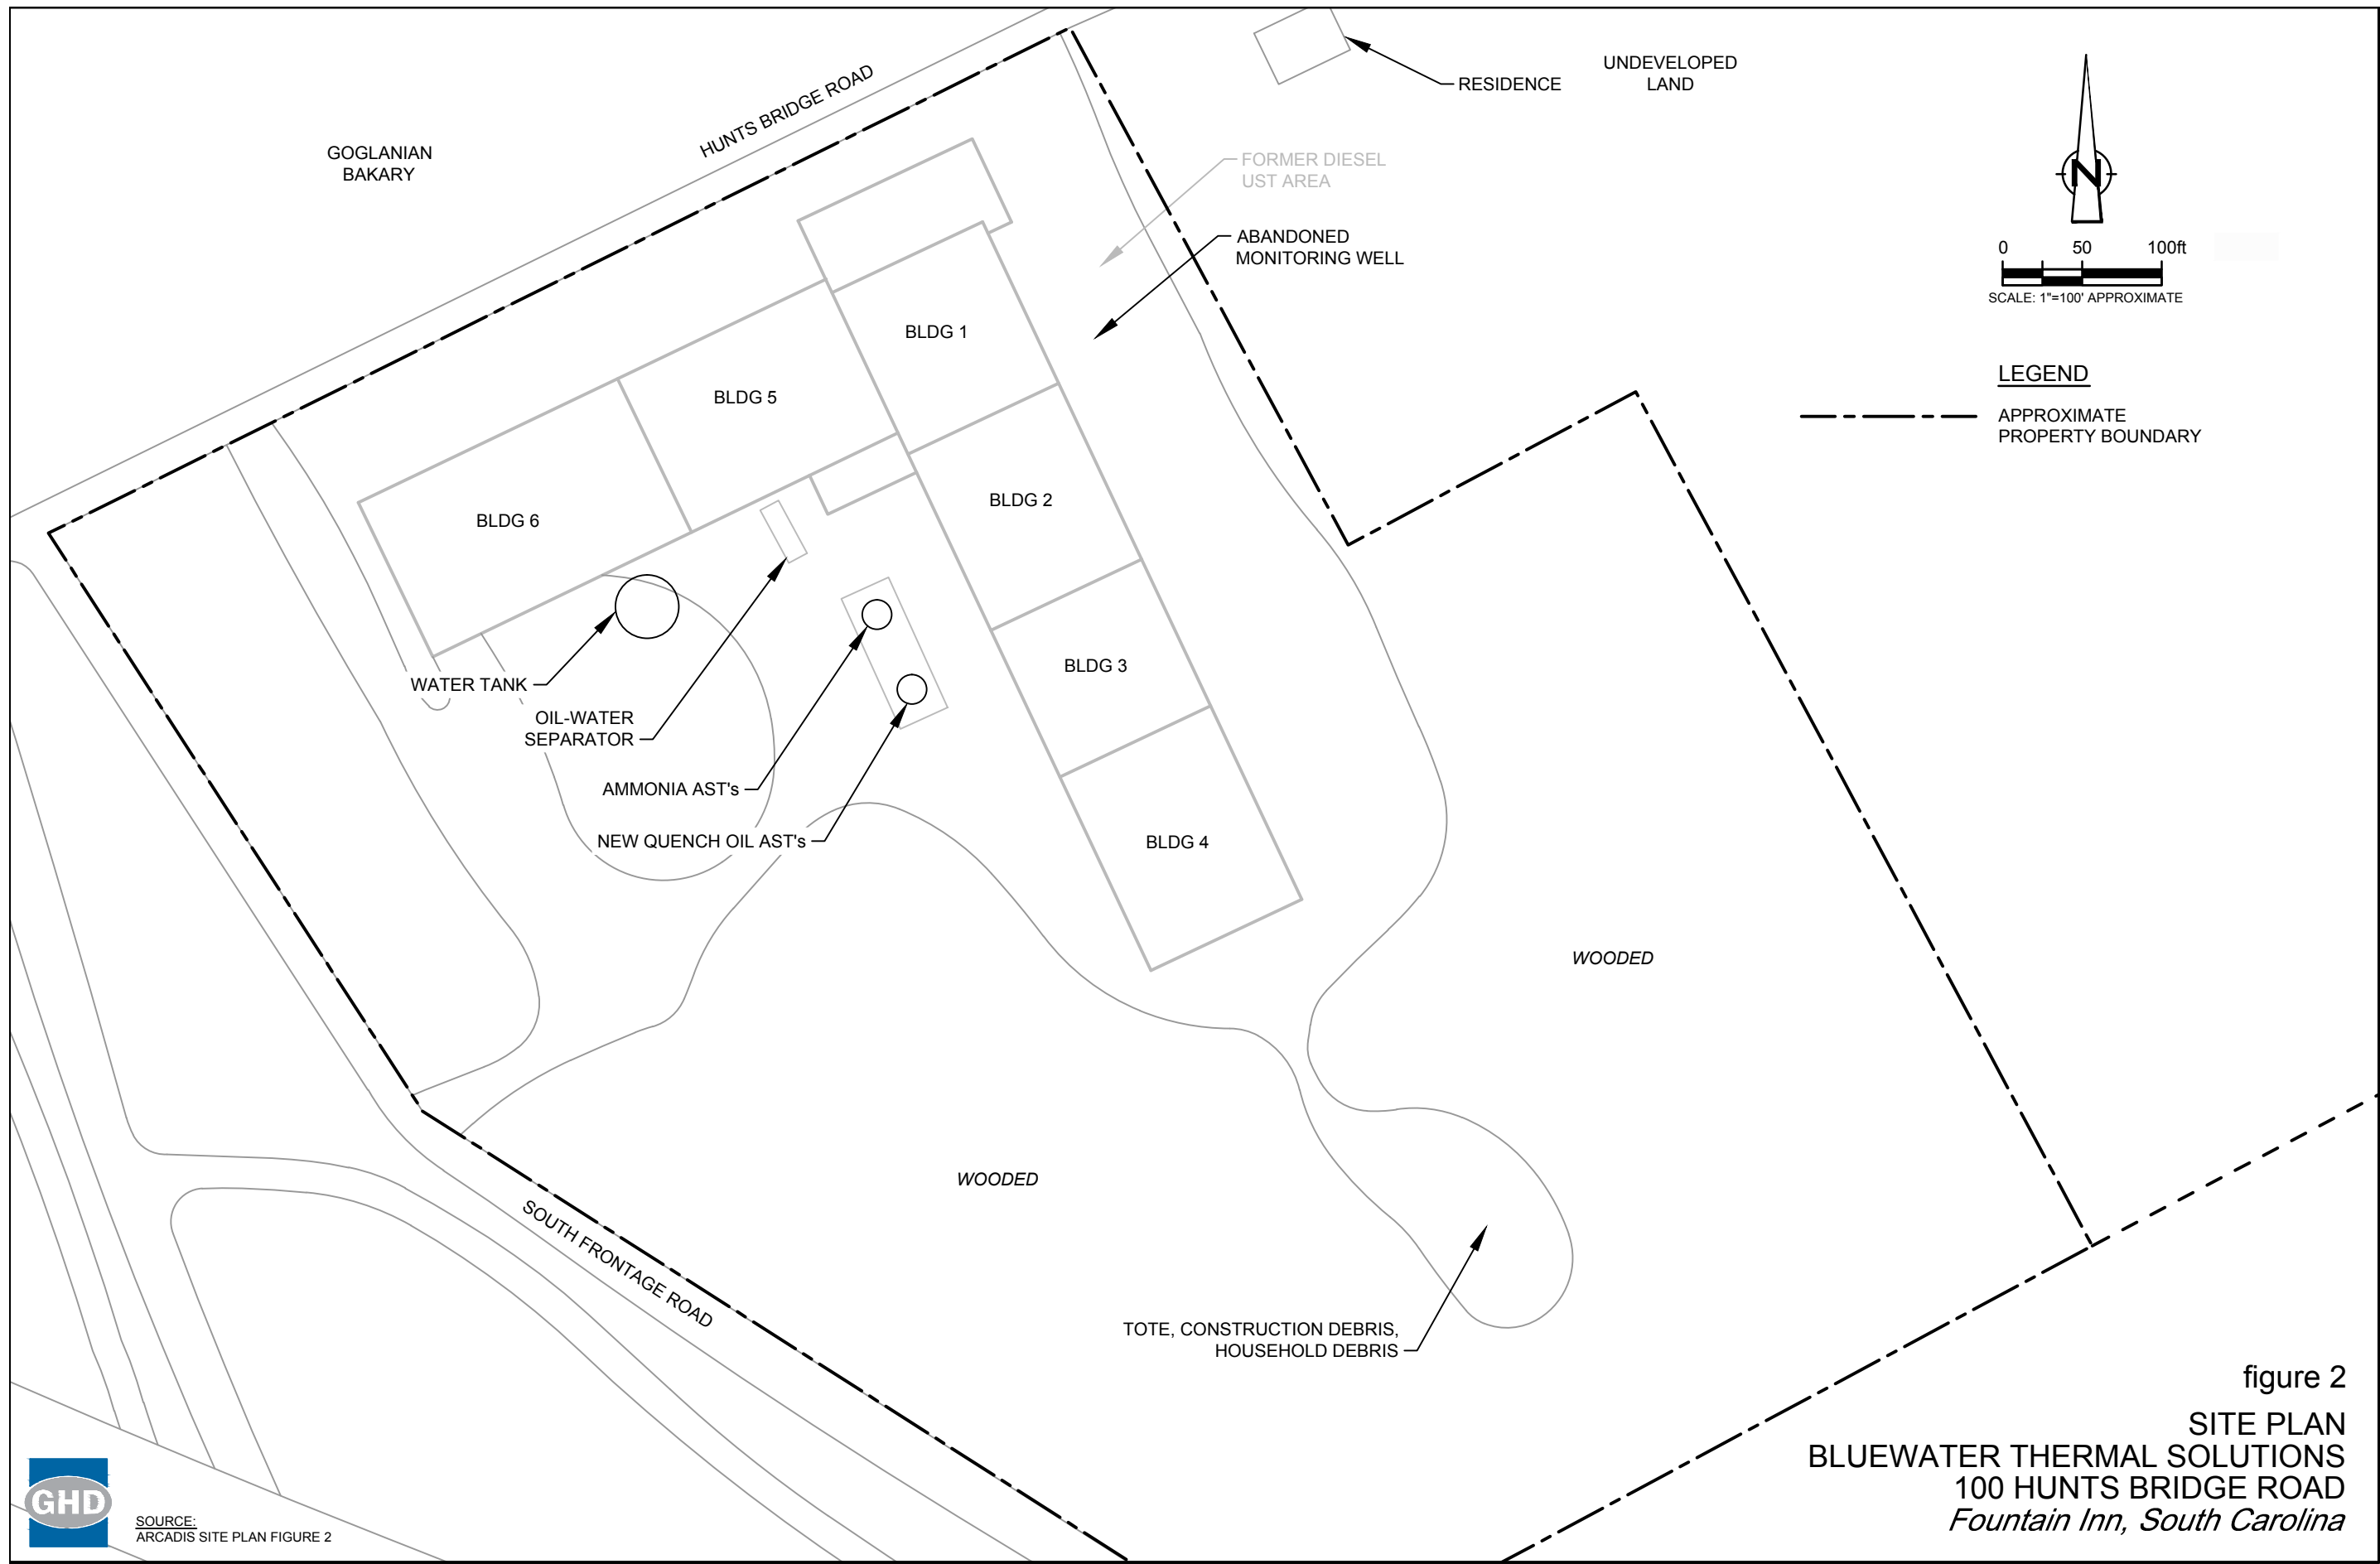 HUNTS BRIDGE ROAD
GOGLANIAN
BAKARY
RESIDENCE
UNDEVELOPED
LAND
FORMER DIESEL
UST AREA
ABANDONED
MONITORING WELL
N
0 50 100ft
SCALE: 1"=100' APPROXIMATE
LEGEND
APPROXIMATE
PROPERTY BOUNDARY
BLDG 1
BLDG 5
BLDG 2
BLDG 6
BLDG 3
BLDG 4
WATER TANK
OIL-WATER
SEPARATOR
AMMONIA AST's
NEW QUENCH OIL AST's
WOODED
WOODED
SOUTH FRONTAGE ROAD
TOTE, CONSTRUCTION DEBRIS,
HOUSEHOLD DEBRIS
figure 2
SITE PLAN
BLUEWATER THERMAL SOLUTIONS
100 HUNTS BRIDGE ROAD
Fountain Inn, South Carolina
GHD
SOURCE:
ARCADIS SITE PLAN FIGURE 2